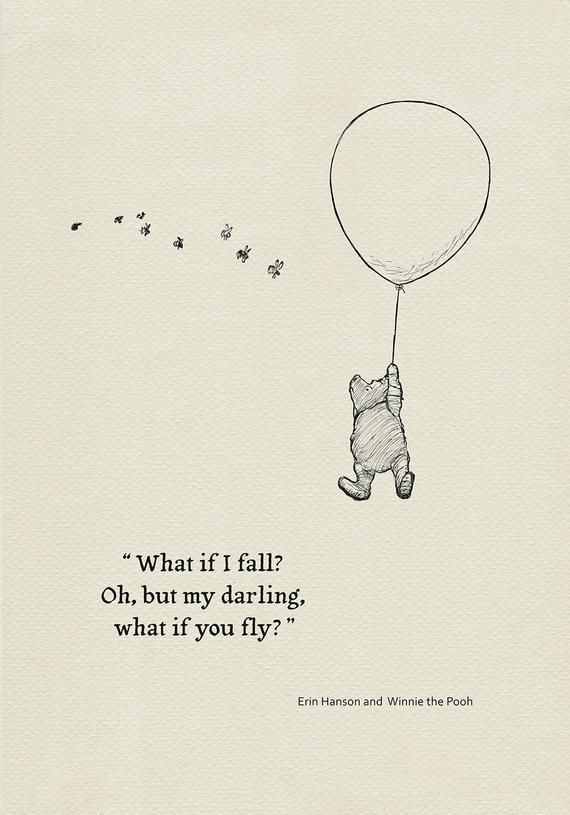 “ What if I fall?
Oh, but my darling,
what if you fly? ”
Erin Hanson and Winnie the Pooh